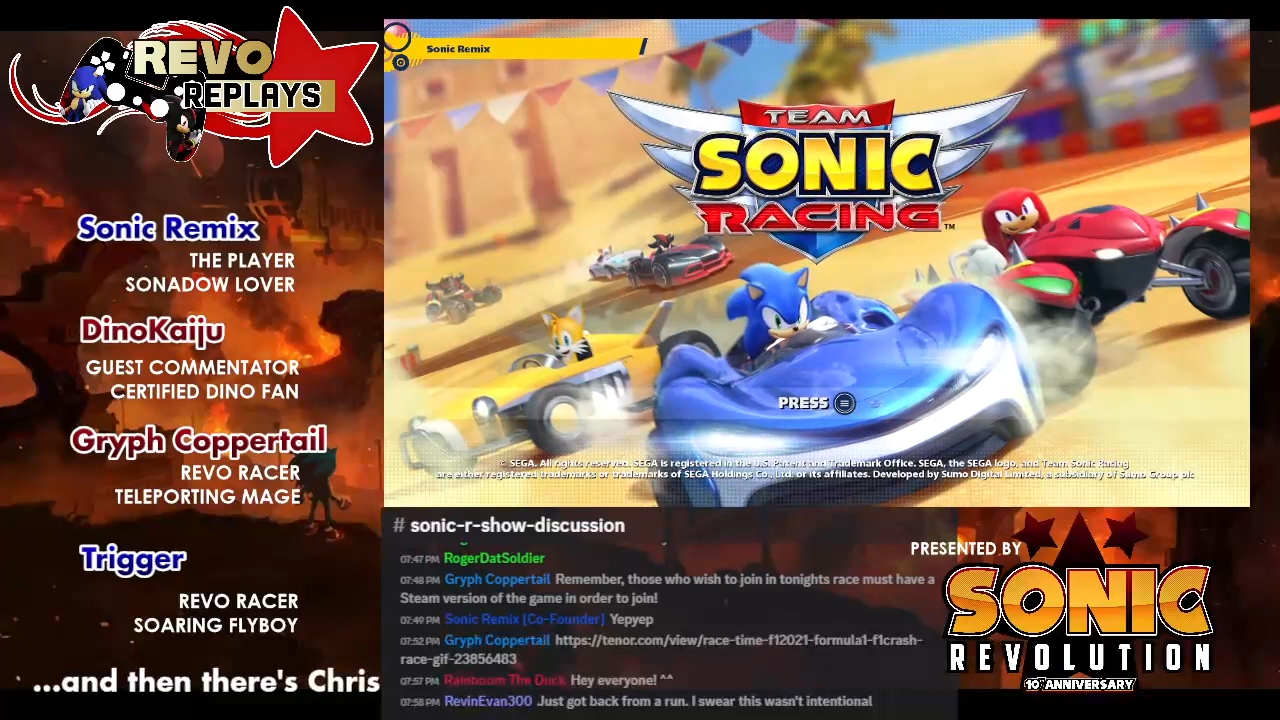 REVO
REPLAYS
Sonic Remix
THE PLAYER
SONADOW LOVER
DinoKaiju
GUEST COMMENTATOR
CERTIFIED DINO FAN
Gryph Coppertail
REVO RACER
TELEPORTING MAGE
Trigger
REVO RACER
SOARING FLYBOY
...and then there's Chris
Sonic Remix
TEAM
SONIC
RACING™
PRESS
© SEGA. All rights reserved. SEGA is registered in the U.S. Patent and Trademark Office. SEGA, the SEGA logo, and Team Sonic Racing
are either registered trademarks or trademarks of SEGA Holdings Co., Ltd. or its affiliates. Developed by Sumo Digital Limited, a subsidiary of Sumo Group plc
# sonic-r-show-discussion
07:47 PM RogerDatSoldier
07:48 PM Gryph Coppertail Remember, those who wish to join in tonights race must have a
Steam version of the game in order to join!
07:49 PM Sonic Remix [Co-Founder] Yepyep
07:52 PM Gryph Coppertail https://tenor.com/view/race-time-f12021-formula1-f1crash-
race-gif-23856483
07:57 PM Rainboom The Duck Hey everyone! ^^
07:58 PM RevinEvan300 Just got back from a run. I swear this wasn't intentional
PRESENTED BY
SONIC
REVOLUTION
10TH ANNIVERSARY